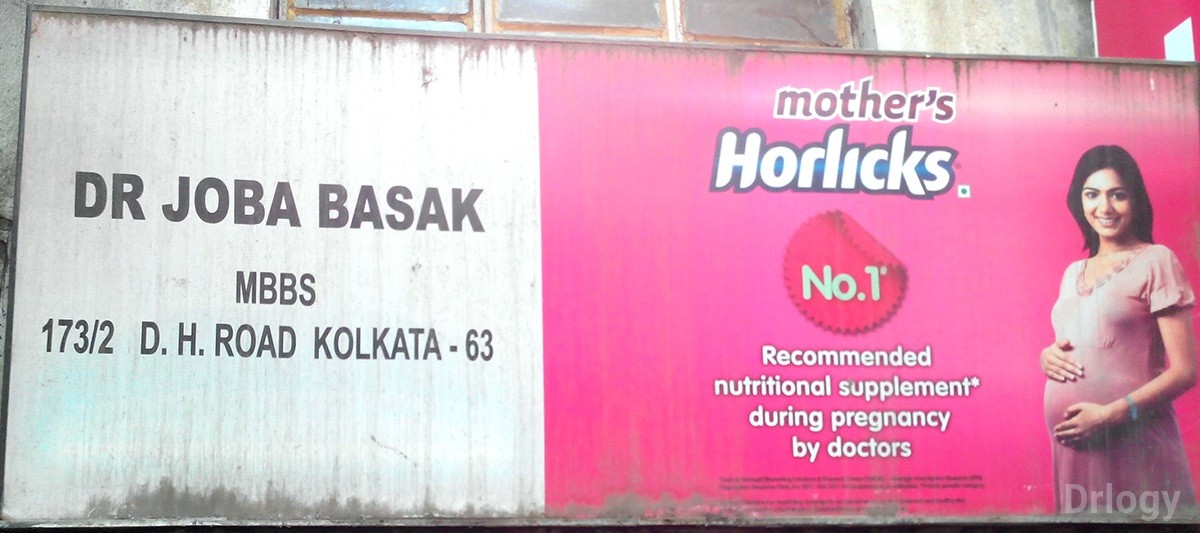 DR JOBA BASAK
MBBS
173/2 D. H. ROAD KOLKATA - 63
mother's
Horlicks
No.1*
Recommended
nutritional supplement*
during pregnancy
by doctors
Drlogy